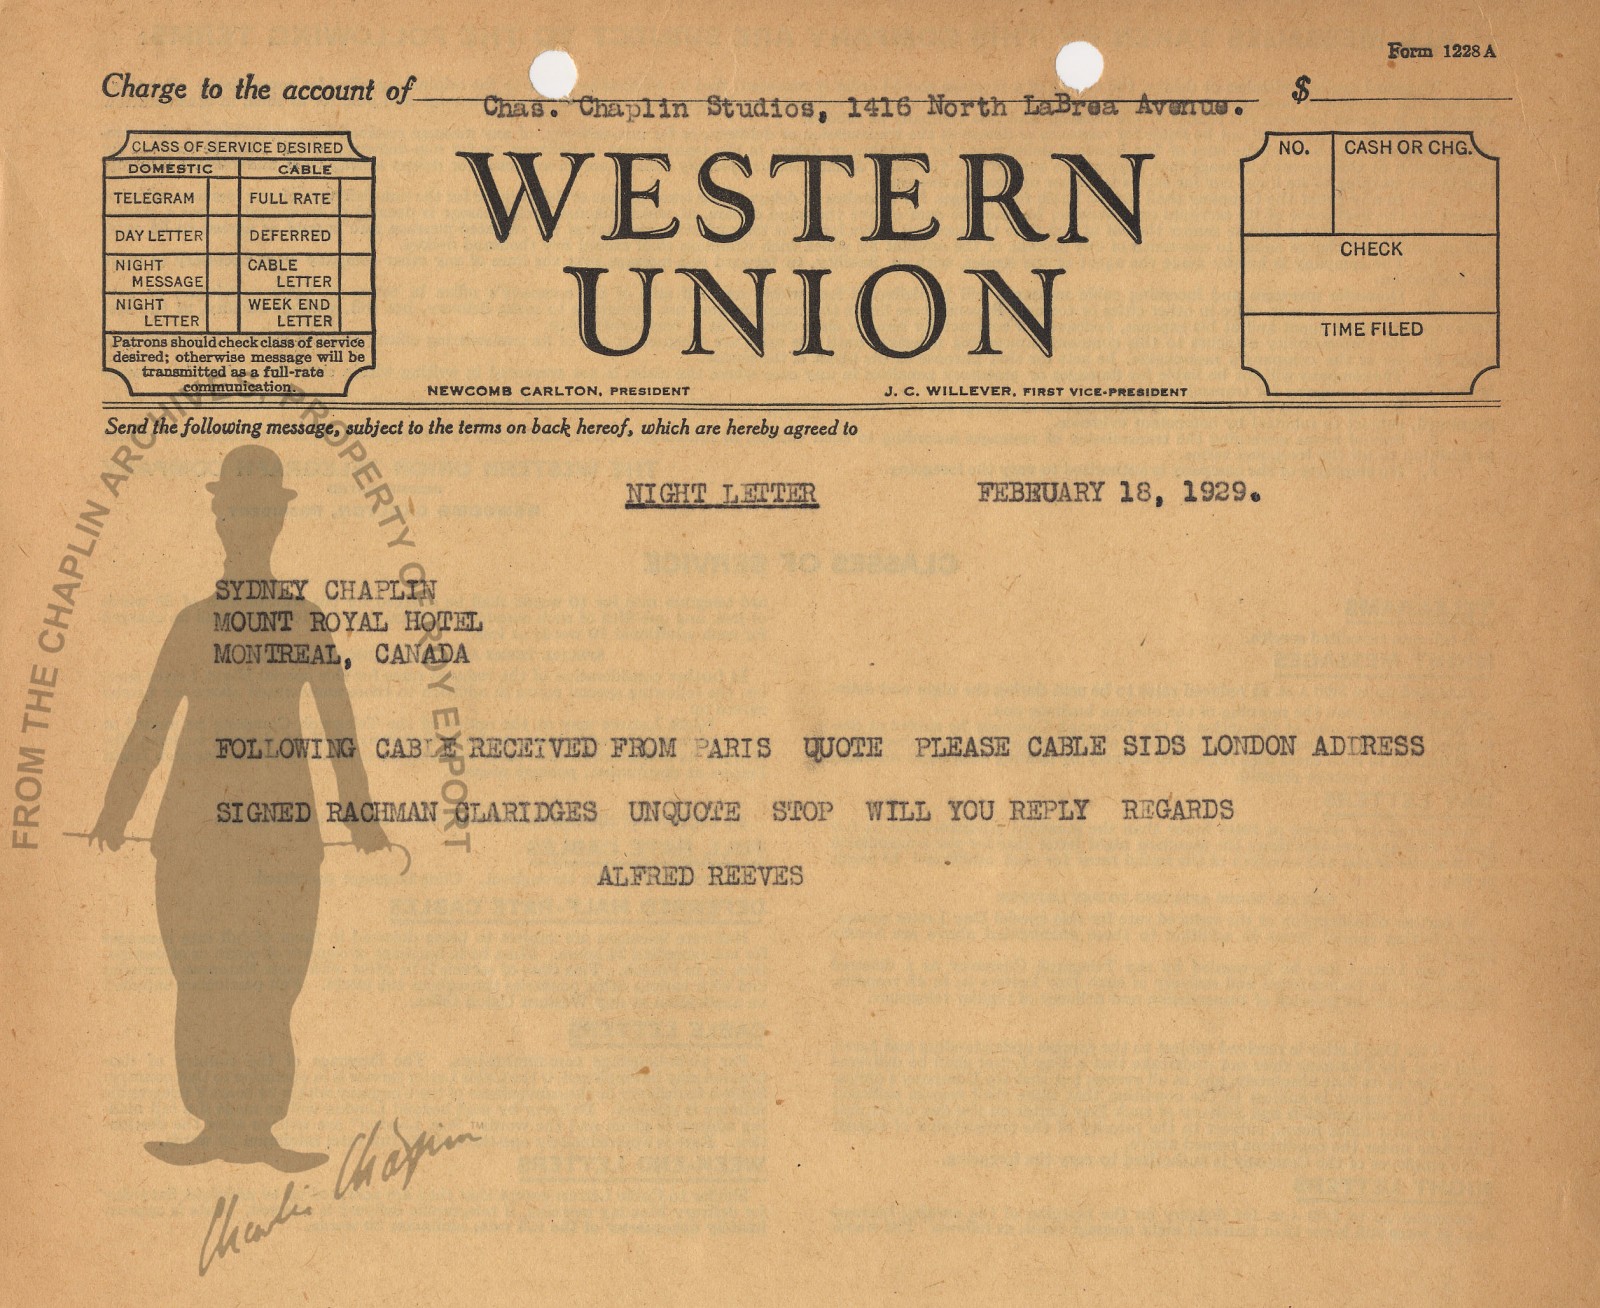 Form 1228 A
Charge to the account of Chas. Chaplin Studios, 1416 North LaBrea Avenue. $
CLASS OF SERVICE DESIRED
DOMESTIC CABLE
TELEGRAM FULL RATE
DAY LETTER DEFERRED
NIGHT MESSAGE CABLE LETTER
NIGHT LETTER WEEK END LETTER
Patrons should check class of service
desired; otherwise message will be
transmitted as a full-rate
communication.
WESTERN
UNION
NEWCOMB CARLTON, PRESIDENT J. C. WILLEVER, FIRST VICE-PRESIDENT
NO. CASH OR CHG.
CHECK
TIME FILED
Send the following message, subject to the terms on back hereof, which are hereby agreed to
NIGHT LETTER FEBRUARY 18, 1929.
SYDNEY CHAPLIN
MOUNT ROYAL HOTEL
MONTREAL, CANADA
FOLLOWING CABLE RECEIVED FROM PARIS QUOTE PLEASE CABLE SIDS LONDON ADDRESS
SIGNED RACHMAN CLARIDGES UNQUOTE STOP WILL YOU REPLY REGARDS
ALFRED REEVES
FROM THE CHAPLIN ARCHIVES, PROPERTY OF ROY EXPORT
Charlie Chaplin™